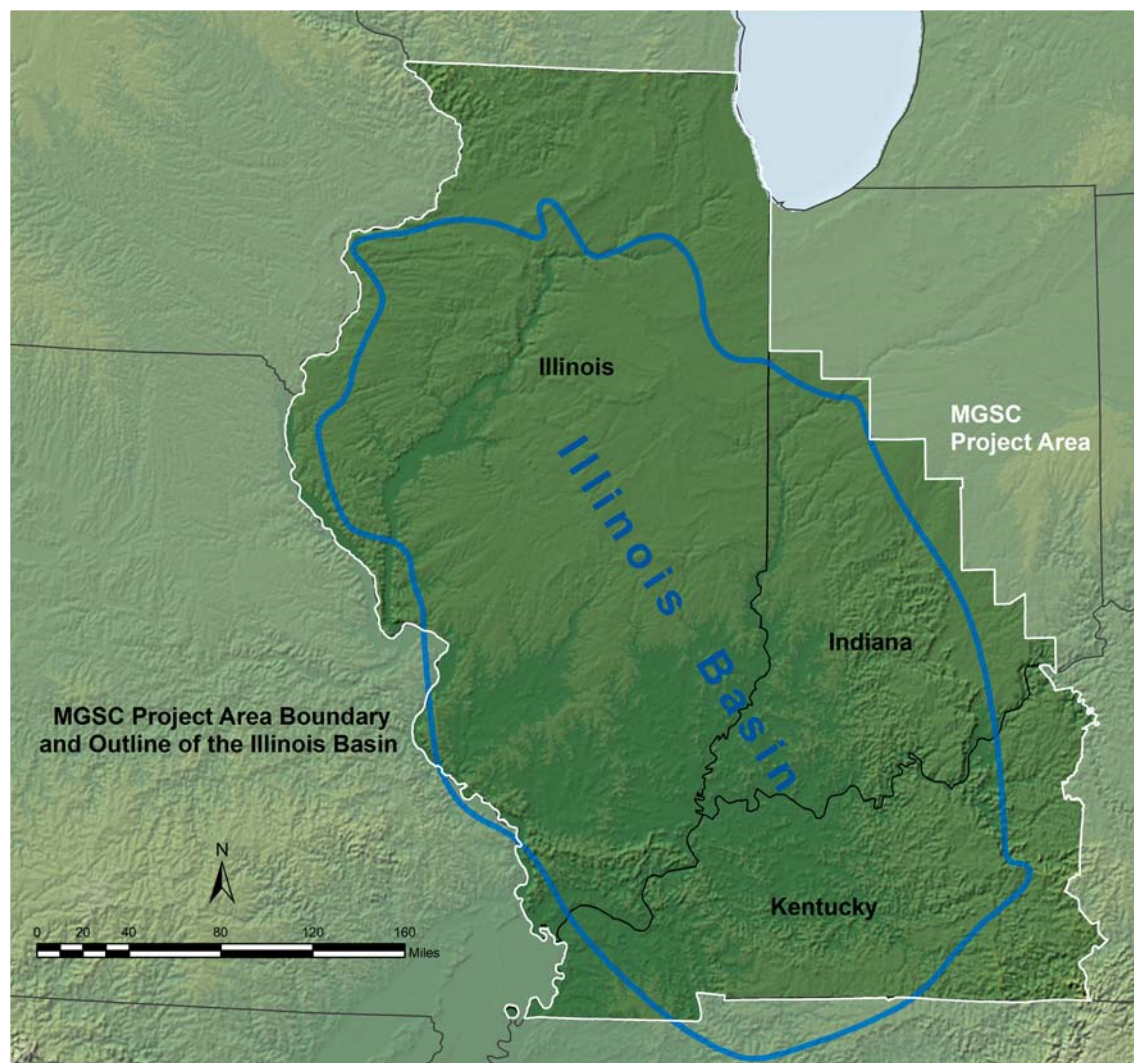 Illinois
MGSC
Project Area
Illinois Basin
Indiana
MGSC Project Area Boundary
and Outline of the Illinois Basin
N
Kentucky
0 20 40 80 120 160
Miles